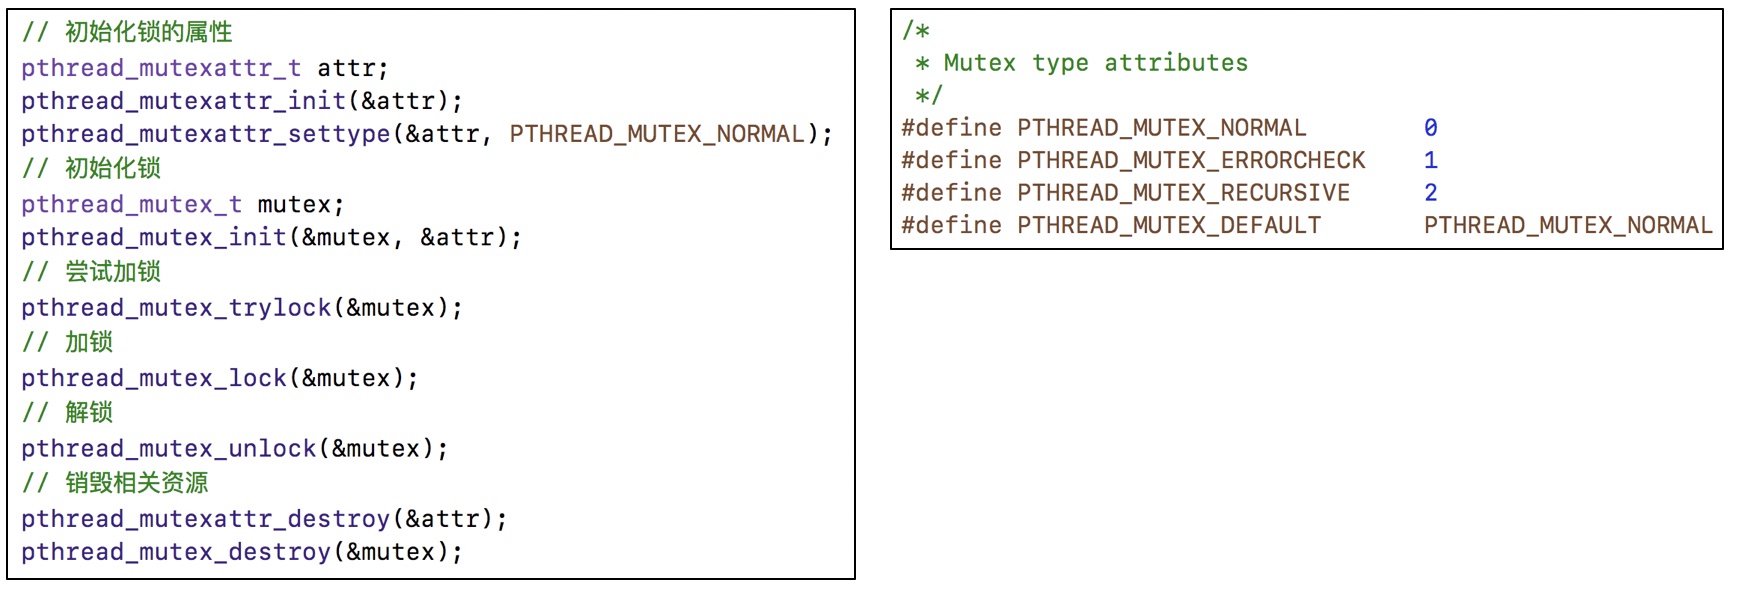 // 初始化锁的属性
pthread_mutexattr_t attr;
pthread_mutexattr_init(&attr);
pthread_mutexattr_settype(&attr, PTHREAD_MUTEX_NORMAL);
// 初始化锁
pthread_mutex_t mutex;
pthread_mutex_init(&mutex, &attr);
// 尝试加锁
pthread_mutex_trylock(&mutex);
// 加锁
pthread_mutex_lock(&mutex);
// 解锁
pthread_mutex_unlock(&mutex);
// 销毁相关资源
pthread_mutexattr_destroy(&attr);
pthread_mutex_destroy(&mutex);
/*
 * Mutex type attributes
 */
#define PTHREAD_MUTEX_NORMAL        0
#define PTHREAD_MUTEX_ERRORCHECK    1
#define PTHREAD_MUTEX_RECURSIVE     2
#define PTHREAD_MUTEX_DEFAULT       PTHREAD_MUTEX_NORMAL